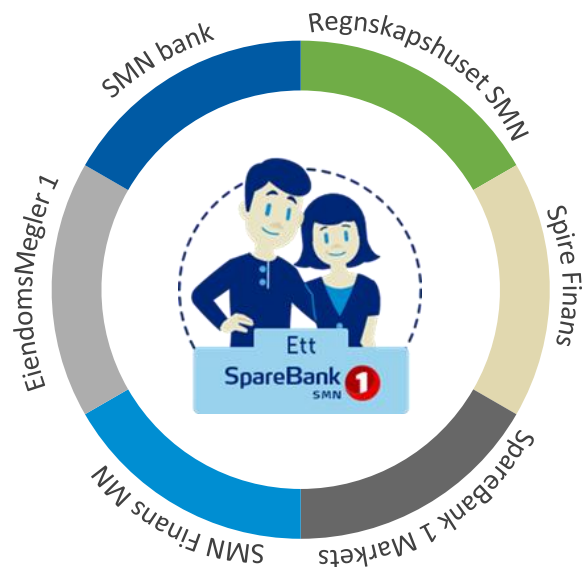 SMN bank
Regnskapshuset SMN
Spire Finans
SpareBank 1 Markets
SMN Finans MN
EiendomsMegler 1
Ett
SpareBank 1
SMN